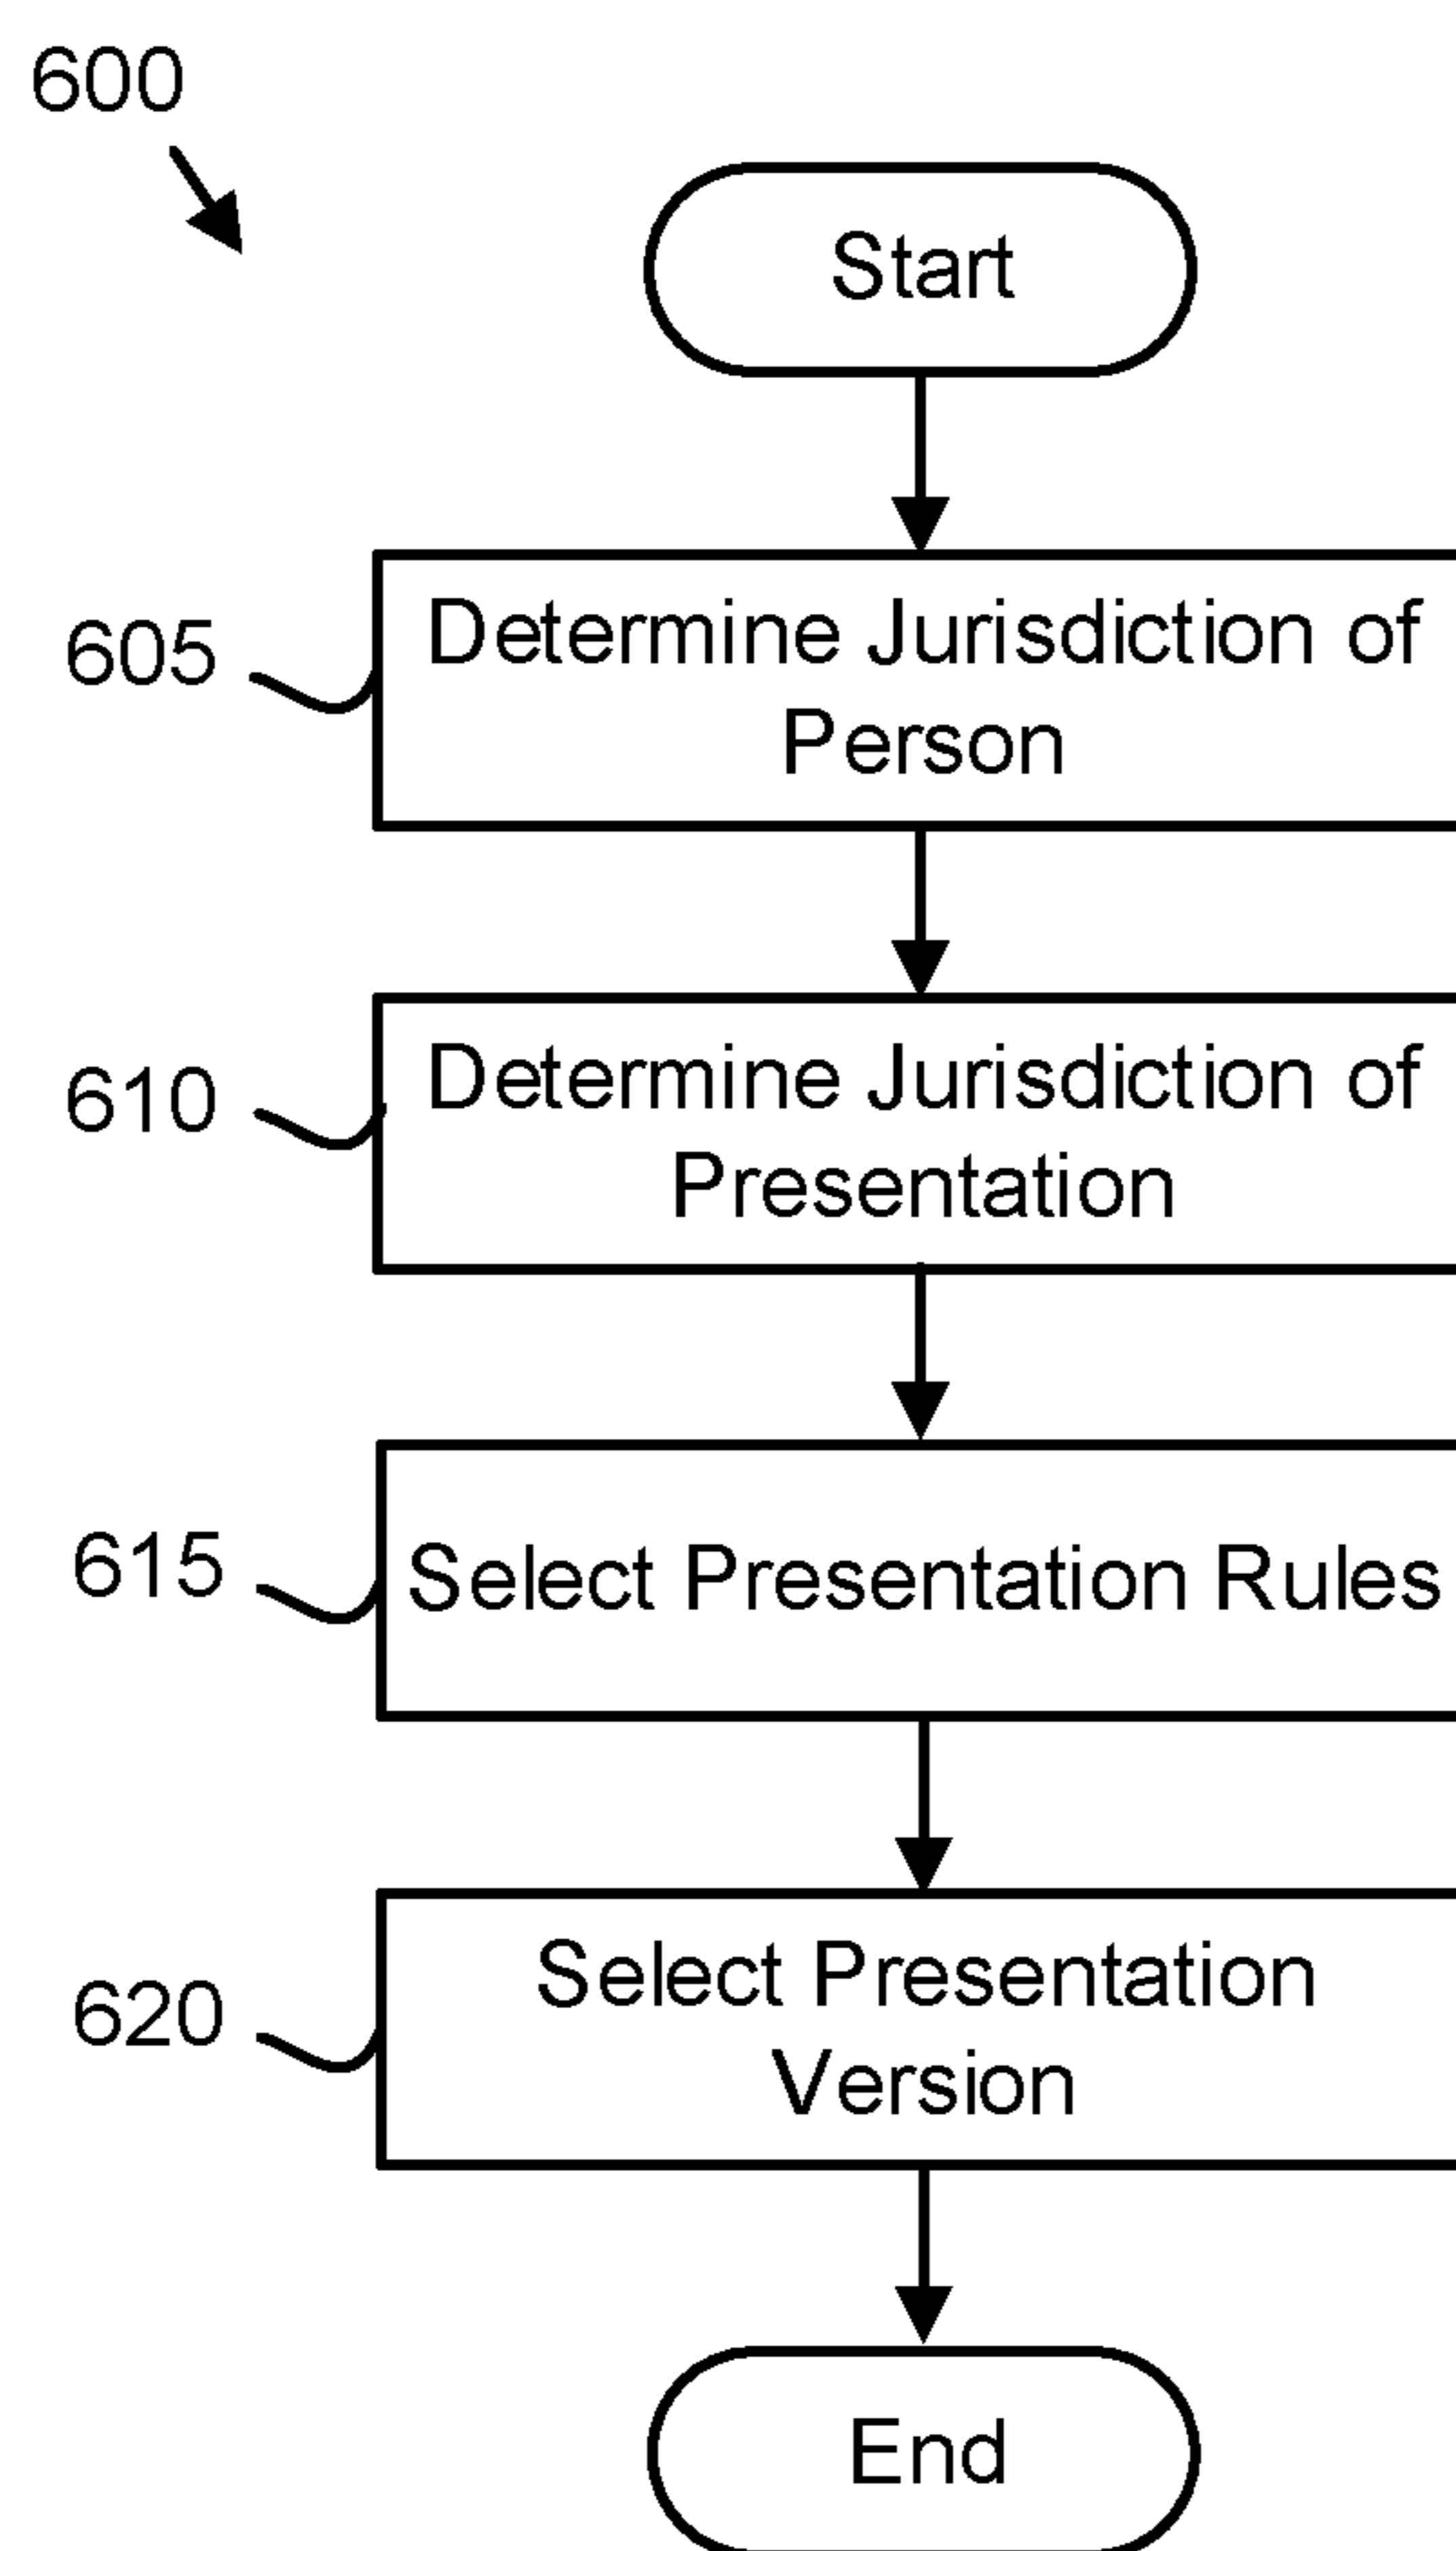 600
Start
605
Determine Jurisdiction of
Person
610
Determine Jurisdiction of
Presentation
615
Select Presentation Rules
620
Select Presentation
Version
End